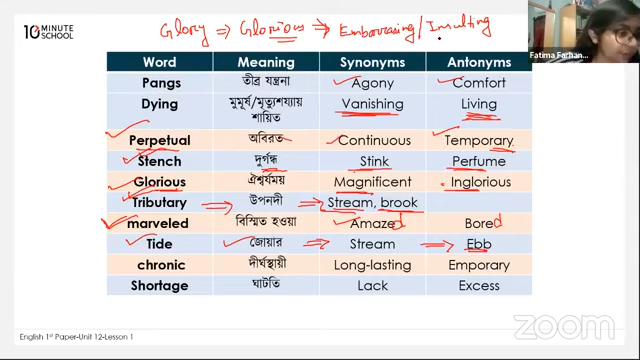 10 MINUTE SCHOOL
Glory ⇒ Glorious ⇒ Embarrasing/Insulting
Fatima Farhan...
Word Meaning Synonyms Antonyms
Pangs তীব্র যন্ত্রনা Agony Comfort
Dying মুমূর্ষ/মৃত্যুশয্যায় শায়িত Vanishing Living
Perpetual অবিরত Continuous Temporary
Stench দুর্গন্ধ Stink Perfume
Glorious ঐশ্বর্যময় Magnificent Inglorious
Tributary উপনদী Stream, brook
marveled বিস্মিত হওয়া Amazed Bored
Tide জোয়ার Stream Ebb
chronic দীর্ঘস্থায়ী Long-lasting Emporary
Shortage ঘাটতি Lack Excess
English 1st Paper-Unit 12-Lesson 1
zoom